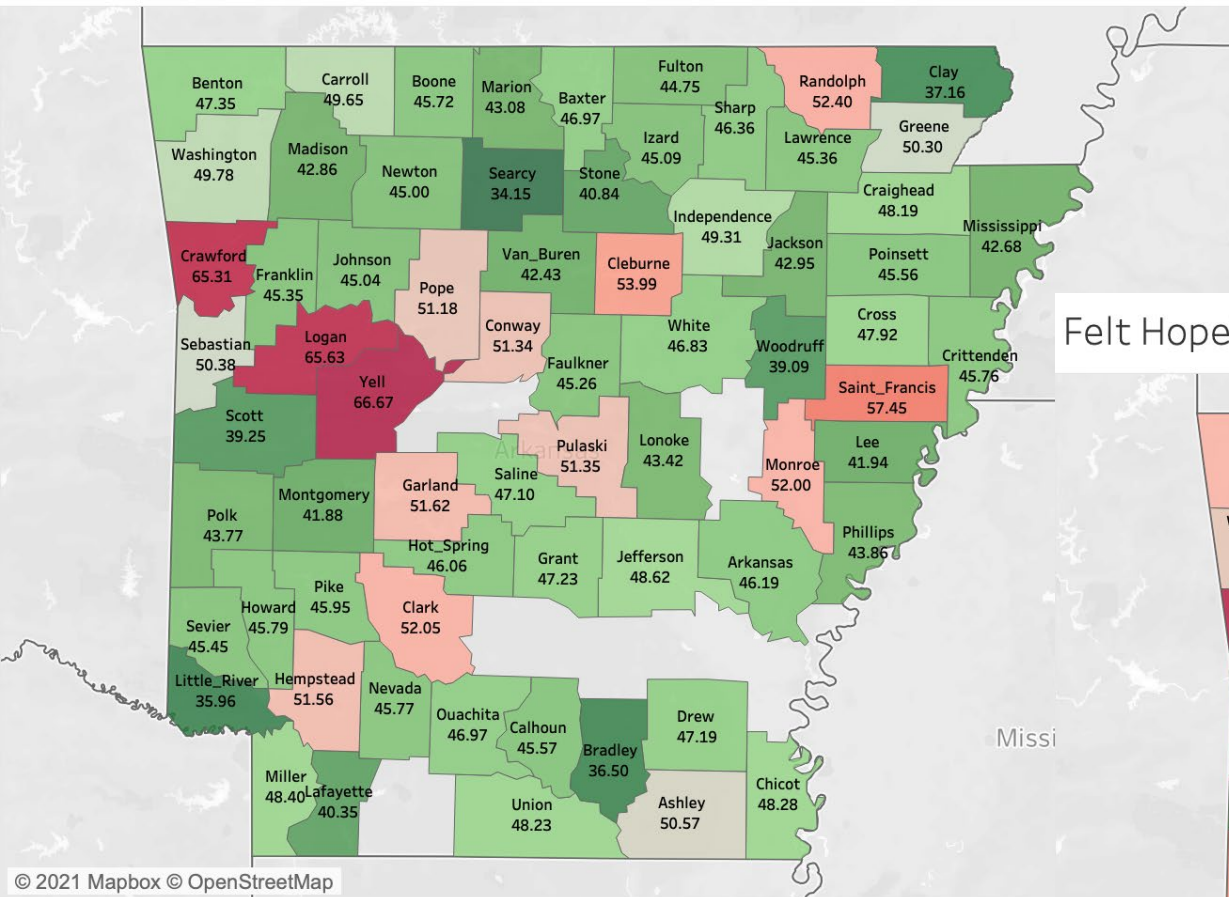 Benton
47.35
Carroll
49.65
Boone
45.72
Marion
43.08
Baxter
46.97
Fulton
44.75
Sharp
46.36
Randolph
52.40
Clay
37.16
Greene
50.30
Washington
49.78
Madison
42.86
Newton
45.00
Searcy
34.15
Stone
40.84
Izard
45.09
Lawrence
45.36
Independence
49.31
Jackson
42.95
Craighead
48.19
Mississippi
42.68
Crawford
65.31
Franklin
45.35
Johnson
45.04
Pope
51.18
Van_Buren
42.43
Cleburne
53.99
Poinsett
45.56
Sebastian
50.38
Logan
65.63
Conway
51.34
Faulkner
45.26
White
46.83
Woodruff
39.09
Cross
47.92
Crittenden
45.76
Felt Hope
Yell
66.67
Saint_Francis
57.45
Scott
39.25
Arkansas
Pulaski
51.35
Lonoke
43.42
Monroe
52.00
Lee
41.94
Polk
43.77
Montgomery
41.88
Garland
51.62
Saline
47.10
Phillips
43.86
Hot_Spring
46.06
Grant
47.23
Jefferson
48.62
Arkansas
46.19
Sevier
45.45
Howard
45.79
Pike
45.95
Clark
52.05
Little_River
35.96
Hempstead
51.56
Nevada
45.77
Ouachita
46.97
Calhoun
45.57
Bradley
36.50
Drew
47.19
Missi
Miller
48.40
Lafayette
40.35
Union
48.23
Ashley
50.57
Chicot
48.28
© 2021 Mapbox © OpenStreetMap